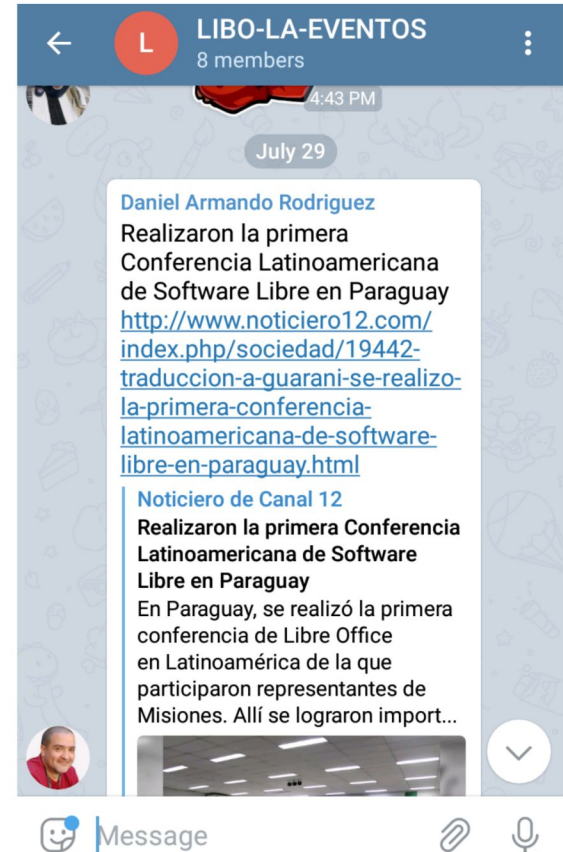 LIBO-LA-EVENTOS
L
8 members
4:43 PM
July 29
Daniel Armando Rodriguez
Realizaron la primera
Conferencia Latinoamericana
de Software Libre en Paraguay
http://www.noticiero12.com/
index.php/sociedad/19442-
traduccion-a-guarani-se-realizo-
la-primera-conferencia-
latinoamericana-de-software-
libre-en-paraguay.html
Noticiero de Canal 12
Realizaron la primera Conferencia
Latinoamericana de Software
Libre en Paraguay
En Paraguay, se realizó la primera
conferencia de Libre Office
en Latinoamérica de la que
participaron representantes de
Misiones. Allí se lograron import...
Message